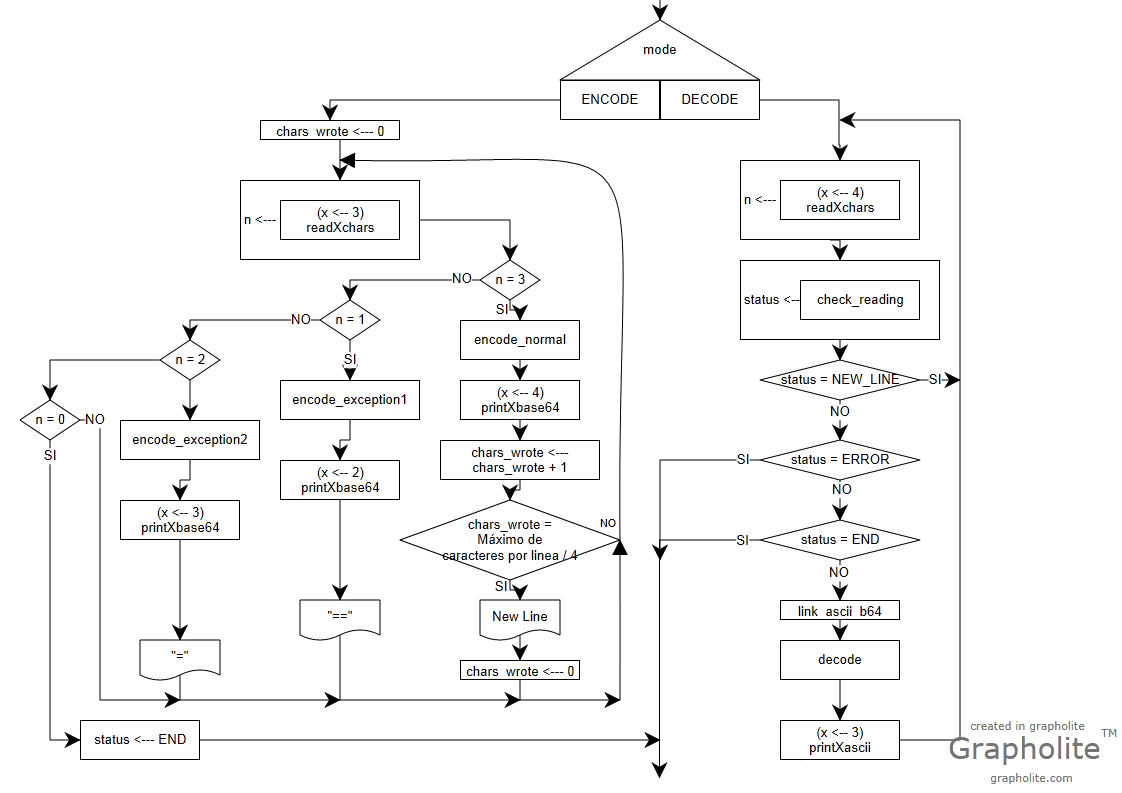 mode
ENCODE
DECODE
chars_wrote <--- 0
n <---
(x <-- 3)
readXchars
n = 3
NO
SI
n = 1
NO
SI
n = 2
n = 0
NO
SI
encode_normal
(x <-- 4)
printXbase64
chars_wrote <---
chars_wrote + 1
chars_wrote =
Máximo de
caracteres por linea / 4
NO
SI
New Line
chars_wrote <--- 0
encode_exception1
(x <-- 2)
printXbase64
"=="
encode_exception2
(x <-- 3)
printXbase64
"="
status <--- END
n <---
(x <-- 4)
readXchars
status <--
check_reading
status = NEW_LINE
SI
NO
status = ERROR
SI
NO
status = END
SI
NO
link_ascii_b64
decode
(x <-- 3)
printXascii
created in grapholite
Grapholite™
grapholite.com